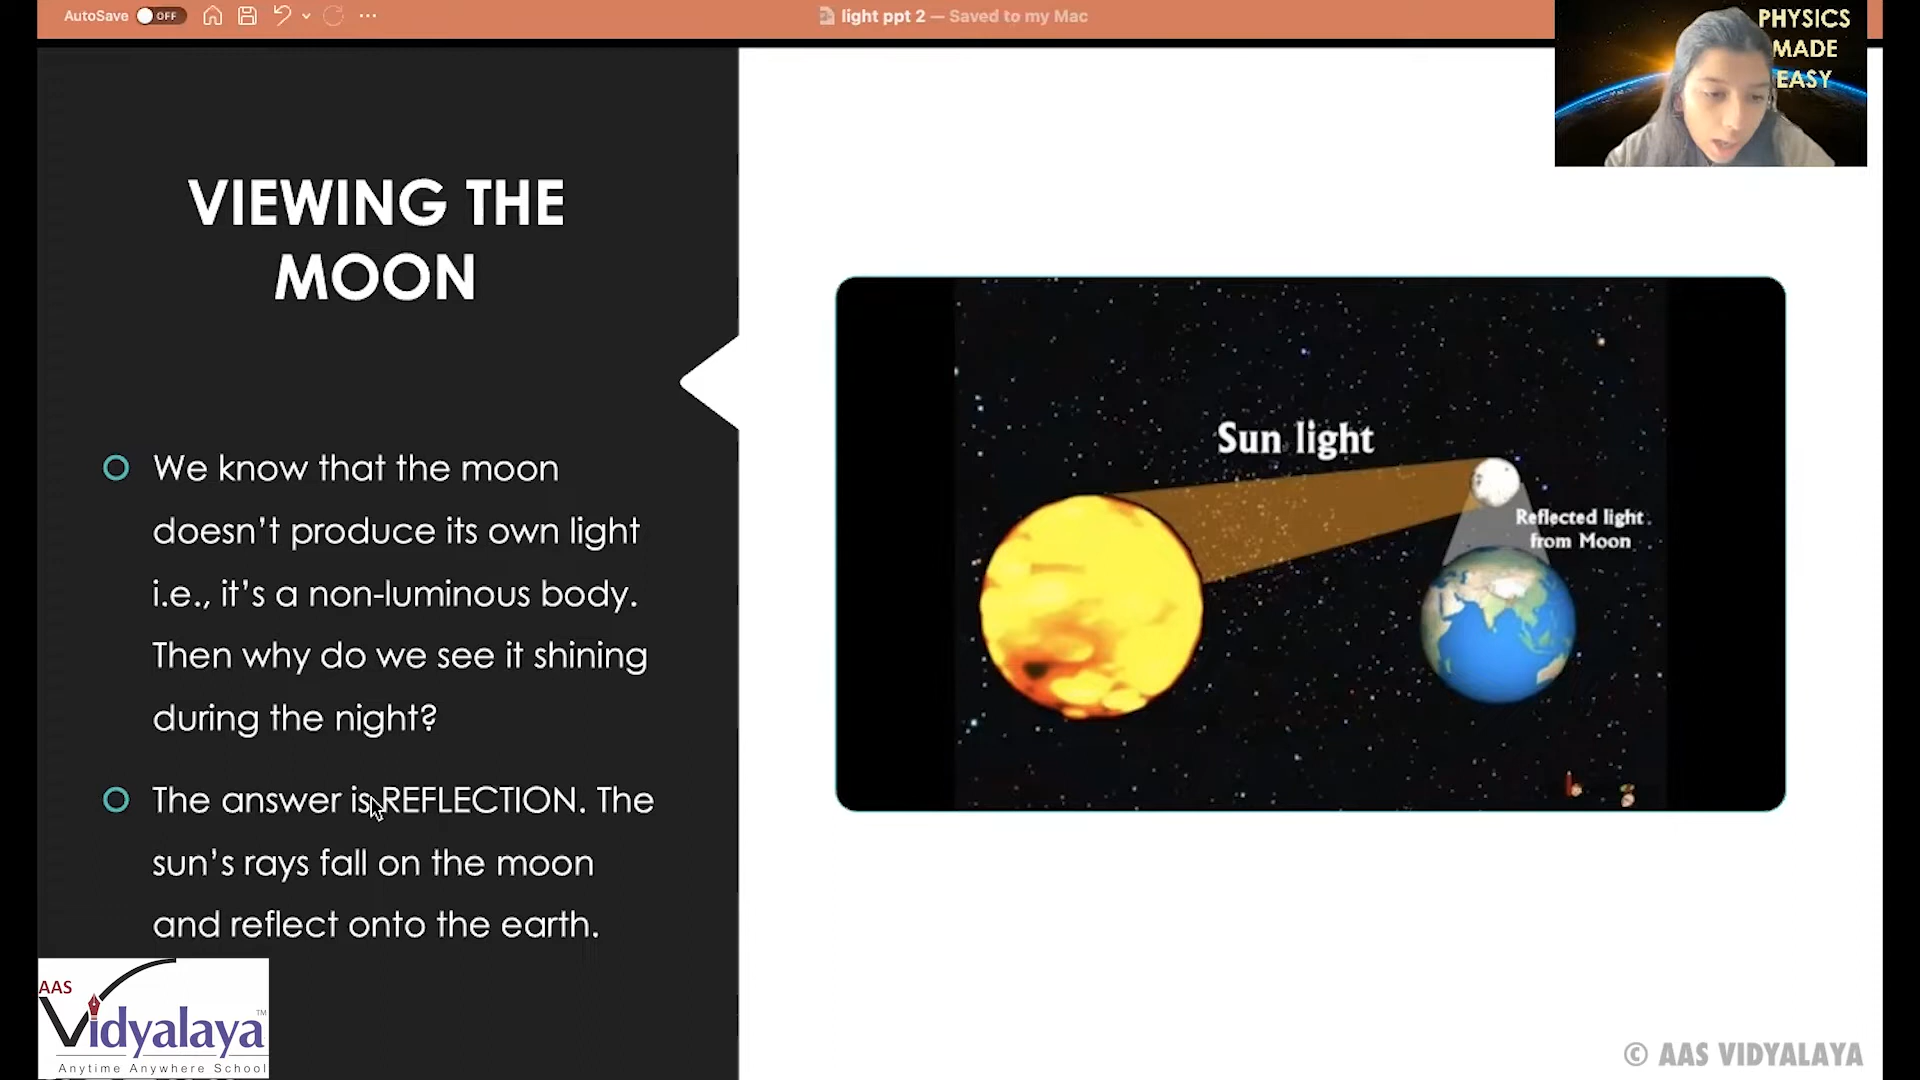 AutoSave OFF
light ppt 2 — Saved to my Mac
PHYSICS
MADE
EASY
VIEWING THE
MOON
We know that the moon
doesn't produce its own light
i.e., it's a non-luminous body.
Then why do we see it shining
during the night?
The answer is REFLECTION. The
sun's rays fall on the moon
and reflect onto the earth.
Sun light
Reflected light
from Moon
AAS
Vidyalaya™
Anytime Anywhere School
© AAS VIDYALAYA